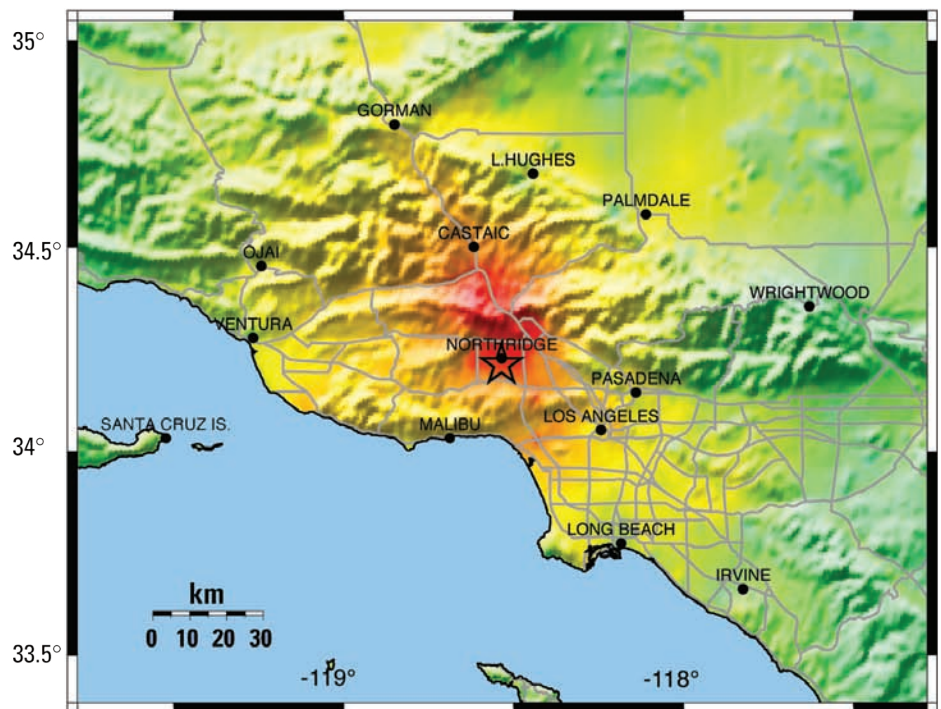 35°
GORMAN
L.HUGHES
PALMDALE
34.5°
CASTAIC
OJAI
WRIGHTWOOD
VENTURA
NORTHRIDGE
PASADENA
LOS ANGELES
SANTA CRUZ IS.
MALIBU
34°
LONG BEACH
IRVINE
km
0 10 20 30
33.5°
-119°
-118°